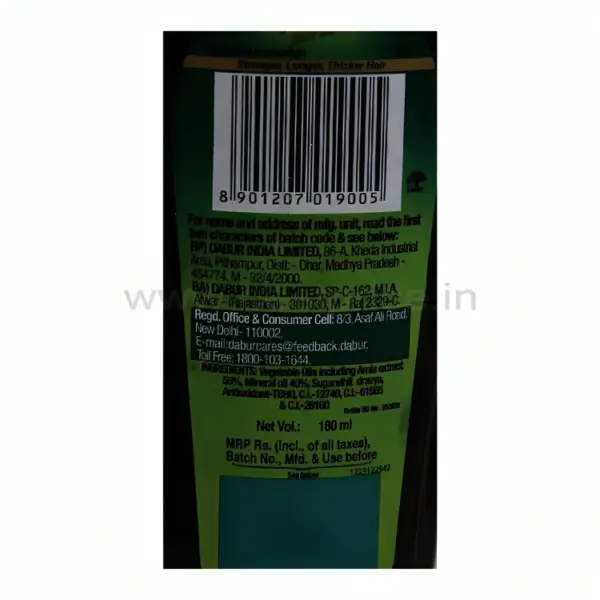 Stronger, Longer, Thicker Hair
8 901207 019005
For name and address of mfg. unit, read the first
two characters of batch code & see below:
BP) DABUR INDIA LIMITED, 86-A, Kheda Industrial
Area, Pithampur, Distt:- Dhar, Madhya Pradesh -
454774, M - 32/4/2000.
BA) DABUR INDIA LIMITED, SP-C-162, M.I.A.
Alwar - (Rajasthan) - 301030, M - Raj 2329-C.
Regd. Office & Consumer Cell: 8/3, Asaf Ali Road,
New Delhi- 110002.
E-mail:daburcares@feedback.dabur,
Toll Free: 1800-103-1644.
INGREDIENTS: Vegetable Oils including Amla extract
50%, Mineral oil 40%, Sugandhit dravya,
Antioxidant-TBHQ, C.I.-12740, C.I.-61565
& C.I.-26100
Net Vol.: 180 ml
MRP Rs. (Incl., of all taxes),
Batch No., Mfd. & Use before
See below
1223122542
www. .in